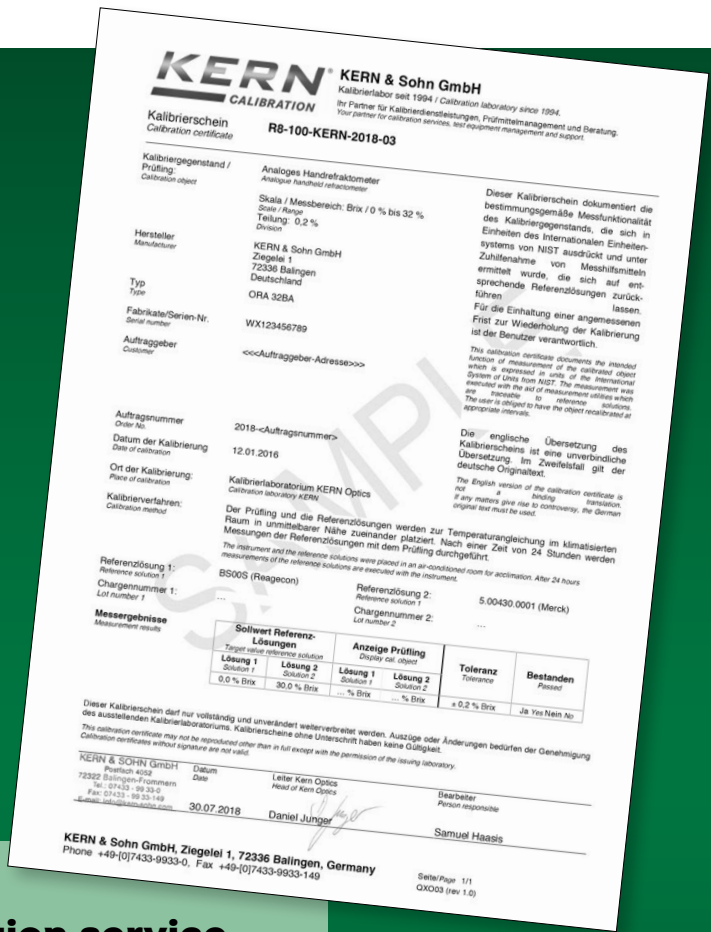 KERN
CALIBRATION
KERN & Sohn GmbH
Kalibrierlabor seit 1994 / Calibration laboratory since 1994.
Ihr Partner für Kalibrierdienstleistungen, Prüfmittelmanagement und Beratung.
Your partner for calibration services, test equipment management and support.
Kalibrierschein
Calibration certificate
R8-100-KERN-2018-03
Kalibriergegenstand /
Prüfling:
Calibration object
Analoges Handrefraktometer
Analogue handheld refractometer
Skala / Messbereich: Brix / 0 % bis 32 %
Scale / Range
Teilung: 0,2 %
Division
Hersteller
Manufacturer
KERN & Sohn GmbH
Ziegelei 1
72336 Balingen
Deutschland
Typ
Type
ORA 32BA
Fabrikate/Serien-Nr.
Serial number
WX123456789
Auftraggeber
Customer
<<<Auftraggeber-Adresse>>>
Dieser Kalibrierschein dokumentiert die
bestimmungsgemäße Messfunktionalität
des Kalibriergegenstands, die sich in
Einheiten des Internationalen Einheiten-
systems von NIST ausdrückt und unter
Zuhilfenahme von Messhilfsmitteln
ermittelt wurde, die sich auf ent-
sprechende Referenzlösungen zurück-
führen lassen.
Für die Einhaltung einer angemessenen
Frist zur Wiederholung der Kalibrierung
ist der Benutzer verantwortlich.
This calibration certificate documents the intended
function of measurement of the calibrated object
which is expressed in units of the International
System of Units from NIST. The measurement was
executed with the aid of measurement utilities which
are traceable to reference solutions.
The user is obliged to have the object recalibrated at
appropriate intervals.
Die englische Übersetzung des
Kalibrierscheins ist eine unverbindliche
Übersetzung. Im Zweifelsfall gilt der
deutsche Originaltext.
The English version of the calibration certificate is
not a binding translation.
If any matters give rise to controversy, the German
original text must be used.
Auftragsnummer
Order No.
2018-<Auftragsnummer>
Datum der Kalibrierung
Date of calibration
12.01.2016
Ort der Kalibrierung:
Place of calibration
Kalibrierlaboratorium KERN Optics
Calibration laboratory KERN
Kalibrierverfahren:
Calibration method
Der Prüfling und die Referenzlösungen werden zur Temperaturangleichung im klimatisierten
Raum in unmittelbarer Nähe zueinander platziert. Nach einer Zeit von 24 Stunden werden
Messungen der Referenzlösungen mit dem Prüfling durchgeführt.
The instrument and the reference solutions were placed in an air-conditioned room for acclimation. After 24 hours
measurements of the reference solutions are executed with the instrument.
Referenzlösung 1:
Reference solution 1
BS00S (Reagecon)
Referenzlösung 2:
Reference solution 1
5.00430.0001 (Merck)
Chargennummer 1:
Lot number 1
...
Chargennummer 2:
Lot number 2
...
Messergebnisse
Measurement results
Sollwert Referenz-
Lösungen
Target value reference solution
Anzeige Prüfling
Display cal. object
Toleranz
Tolerance
Bestanden
Passed
Lösung 1
Solution 1
Lösung 2
Solution 2
Lösung 1
Solution 1
Lösung 2
Solution 2
0,0 % Brix
30,0 % Brix
... % Brix
... % Brix
± 0,2 % Brix
Ja Yes Nein No
Dieser Kalibrierschein darf nur vollständig und unverändert weiterverbreitet werden. Auszüge oder Änderungen bedürfen der Genehmigung
des ausstellenden Kalibrierlaboratoriums. Kalibrierscheine ohne Unterschrift haben keine Gültigkeit.
This calibration certificate may not be reproduced other than in full except with the permission of the issuing laboratory.
Calibration certificates without signature are not valid.
KERN & SOHN GmbH
Postfach 4052
72322 Balingen-Frommern
Tel.: 07433 - 99 33-0
Fax: 07433 - 99 33-149
E-mail: info@kern-sohn.com
Datum
Date
30.07.2018
Leiter Kern Optics
Head of Kern Optics
Daniel Junger
Bearbeiter
Person responsible
Samuel Haasis
KERN & Sohn GmbH, Ziegelei 1, 72336 Balingen, Germany
Phone +49-[0]7433-9933-0, Fax +49-[0]7433-9933-149
Seite/Page 1/1
QXO03 (rev 1.0)
SAMPLE
service